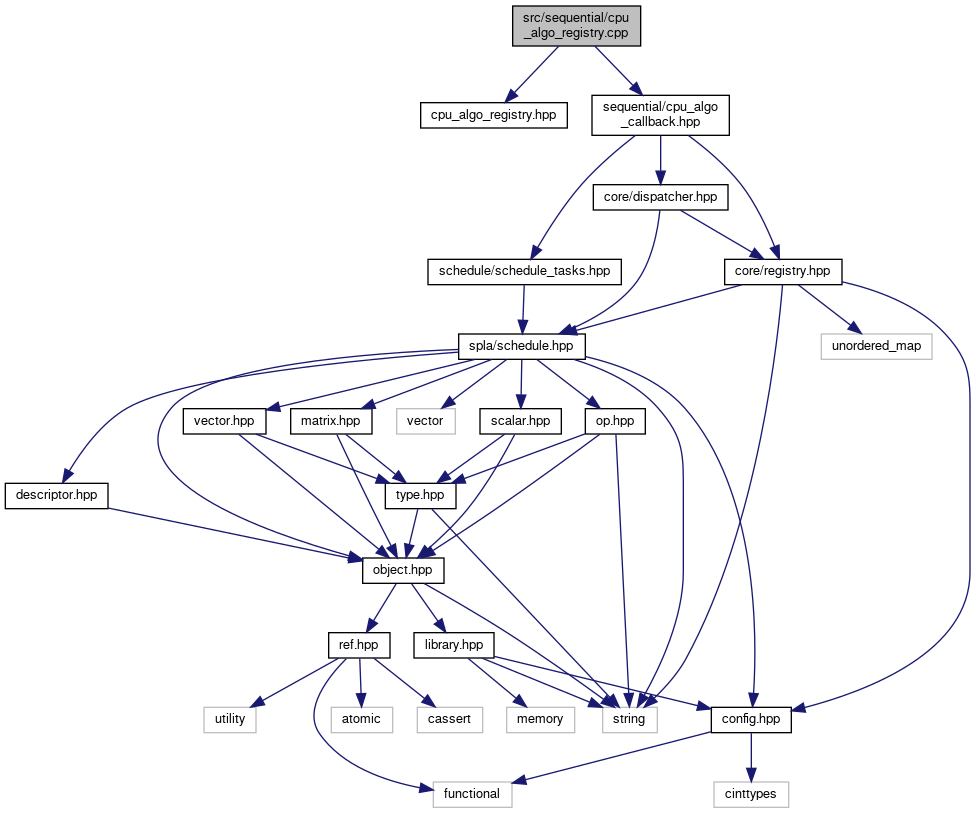 src/sequential/cpu
_algo_registry.cpp
cpu_algo_registry.hpp
sequential/cpu_algo
_callback.hpp
core/dispatcher.hpp
schedule/schedule_tasks.hpp
core/registry.hpp
spla/schedule.hpp
unordered_map
vector.hpp
matrix.hpp
vector
scalar.hpp
op.hpp
descriptor.hpp
type.hpp
object.hpp
ref.hpp
library.hpp
utility
atomic
cassert
memory
string
config.hpp
functional
cinttypes